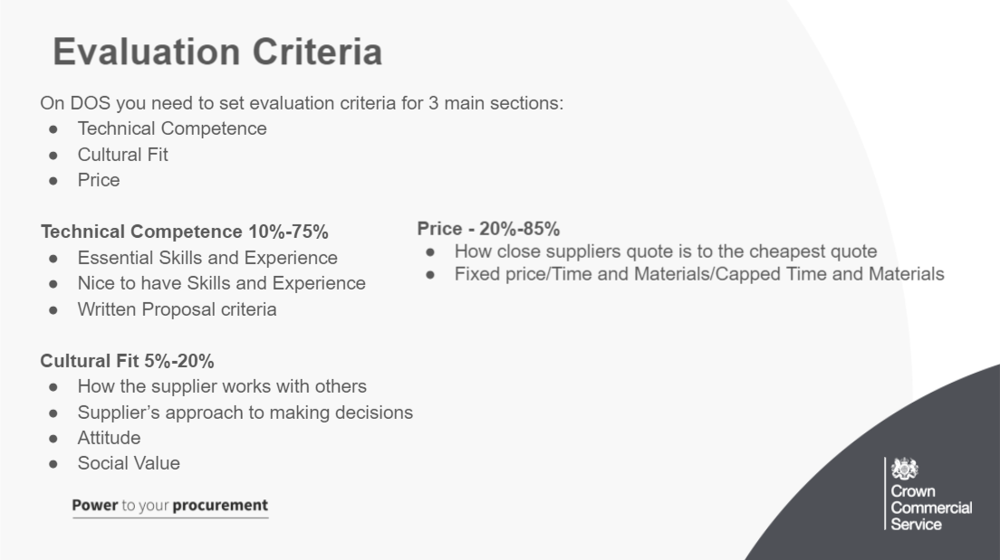 Evaluation Criteria
On DOS you need to set evaluation criteria for 3 main sections:
● Technical Competence
● Cultural Fit
● Price
Technical Competence 10%-75%
● Essential Skills and Experience
● Nice to have Skills and Experience
● Written Proposal criteria
Cultural Fit 5%-20%
● How the supplier works with others
● Supplier’s approach to making decisions
● Attitude
● Social Value
Price - 20%-85%
● How close suppliers quote is to the cheapest quote
● Fixed price/Time and Materials/Capped Time and Materials
Power to your procurement
Crown
Commercial
Service